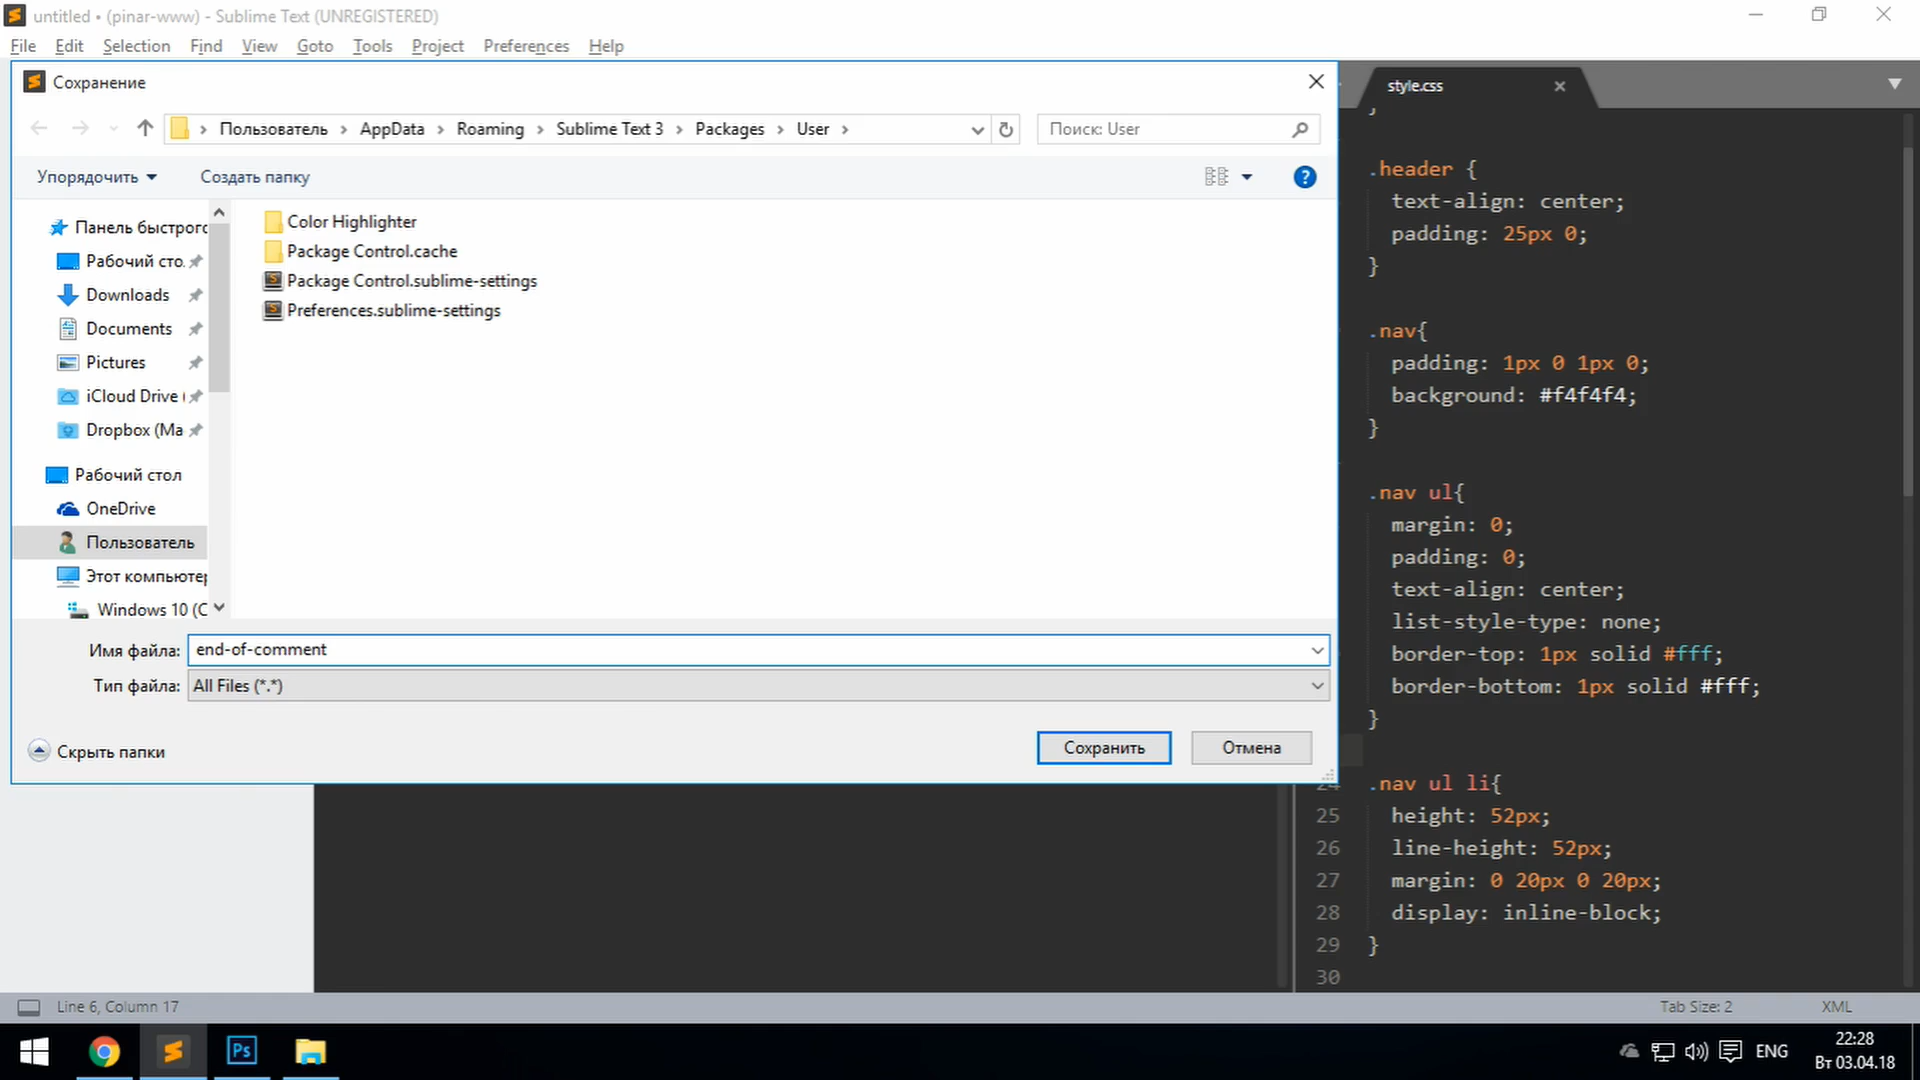 untitled • (pinar-www) - Sublime Text (UNREGISTERED)
File Edit Selection Find View Goto Tools Project Preferences Help
Сохранение
Пользователь › AppData › Roaming › Sublime Text 3 › Packages › User ›
Поиск: User
Упорядочить
Создать папку
Панель быстрого
Рабочий сто
Downloads
Documents
Pictures
iCloud Drive (
Dropbox (Ma
Рабочий стол
OneDrive
Пользователь
Этот компьютер
Windows 10 (C
Color Highlighter
Package Control.cache
Package Control.sublime-settings
Preferences.sublime-settings
Имя файла: end-of-comment
Тип файла: All Files (*.*)
Скрыть папки
Сохранить
Отмена
style.css
}
.header {
text-align: center;
padding: 25px 0;
}
.nav{
padding: 1px 0 1px 0;
background: #f4f4f4;
}
.nav ul{
margin: 0;
padding: 0;
text-align: center;
list-style-type: none;
border-top: 1px solid #fff;
border-bottom: 1px solid #fff;
}
24 .nav ul li{
25 height: 52px;
26 line-height: 52px;
27 margin: 0 20px 0 20px;
28 display: inline-block;
29 }
30
Line 6, Column 17
Tab Size: 2
XML
Ps
ENG
22:28
Вт 03.04.18